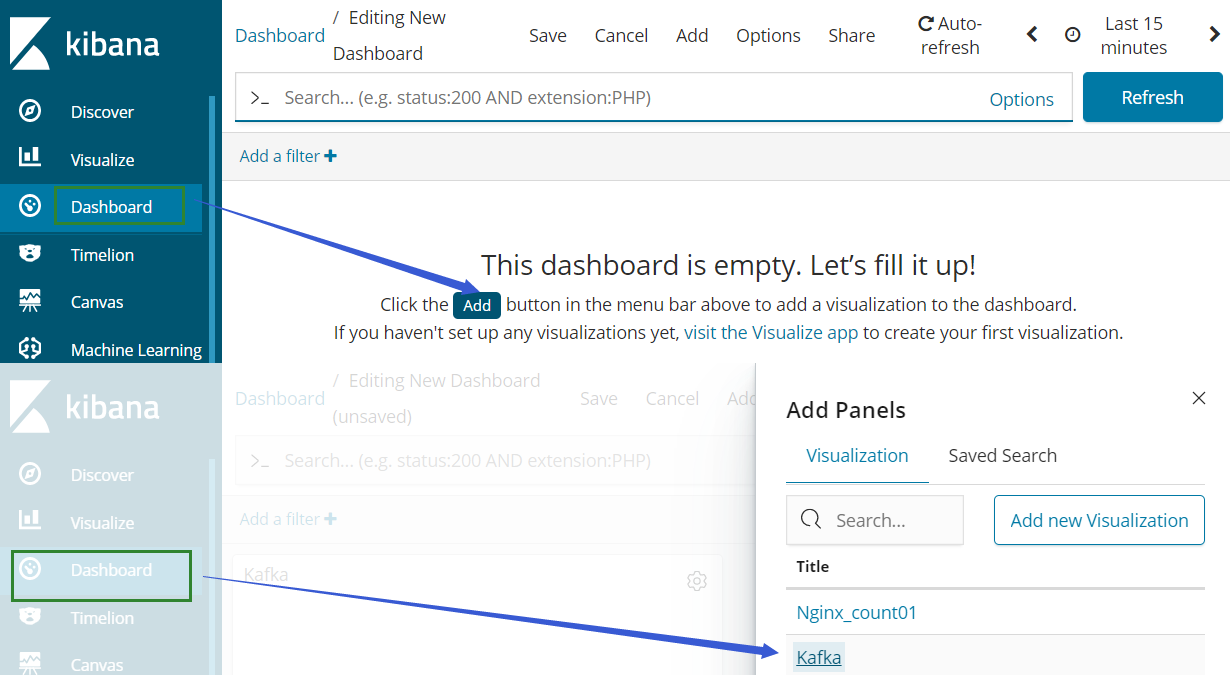 kibana
Discover
Visualize
Dashboard
Timelion
Canvas
Machine Learning
Dashboard / Editing New Dashboard
Save Cancel Add Options Share
Auto-refresh
Last 15 minutes
>_ Search... (e.g. status:200 AND extension:PHP) Options
Refresh
Add a filter +
This dashboard is empty. Let’s fill it up!
Click the Add button in the menu bar above to add a visualization to the dashboard.
If you haven't set up any visualizations yet, visit the Visualize app to create your first visualization.
kibana
Discover
Visualize
Dashboard
Timelion
Canvas
Dashboard / Editing New Dashboard
(unsaved)
Save Cancel Add
>_ Search... (e.g. status:200 AND extension:PHP)
Add a filter +
Kafka
Add Panels
Visualization Saved Search
Search...
Add new Visualization
Title
Nginx_count01
Kafka